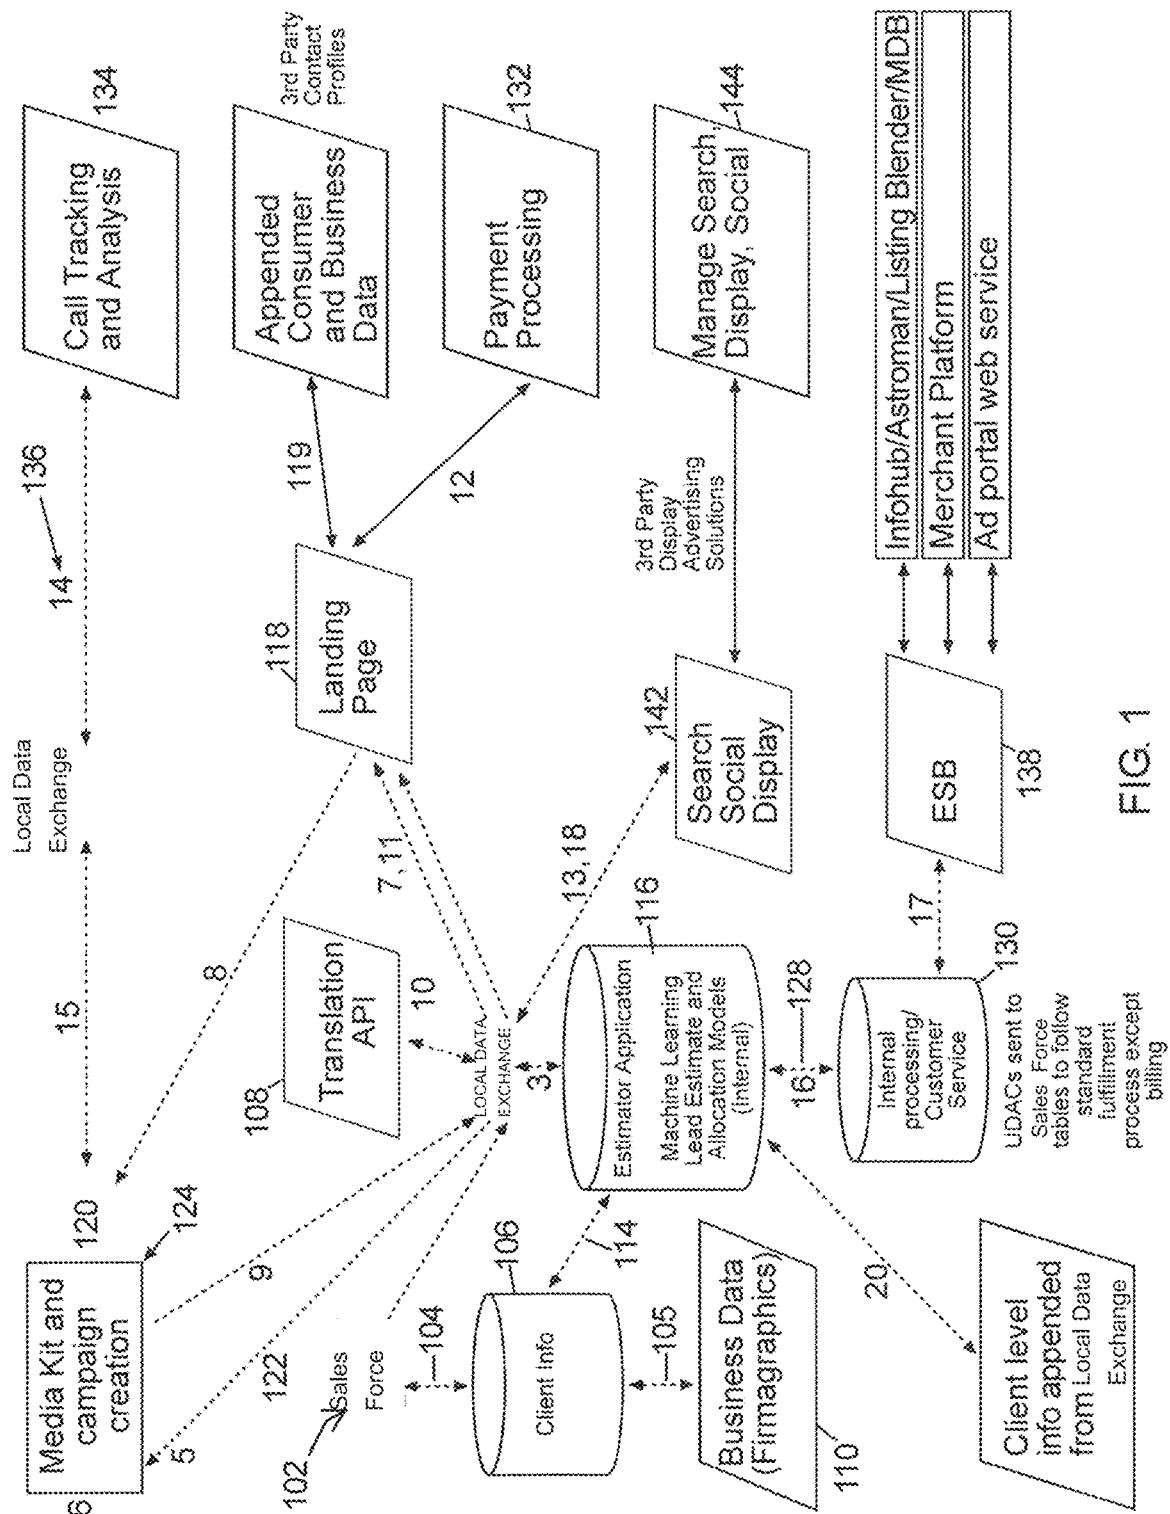 6
Media Kit and
campaign
creation
120
124
15
Local Data
Exchange
14
136
Call Tracking
and Analysis
134
5
9
8
122
102
Sales
Force
104
108
Translation
API
10
7, 11
118
Landing
Page
119
12
Appended
Consumer
and Business
Data
3rd Party
Contact
Profiles
Payment
Processing
132
LOCAL DATA
EXCHANGE
3
13, 18
106
Client Info
105
114
Business Data
(Firmagraphics)
110
Estimator Application
Machine Learning
Lead Estimate and
Allocation Models
(Internal)
116
142
Search
Social
Display
3rd Party
Display
Advertising
Solutions
Manage Search,
Display, Social
144
20
16
128
Internal
processing/
Customer
Service
130
17
ESB
138
Infohub/Astroman/Listing Blender/MDB
Merchant Platform
Ad portal web service
Client level
info appended
from Local Data
Exchange
UDACs sent to
Sales Force
tables to follow
standard
fulfillment
process except
billing
FIG. 1